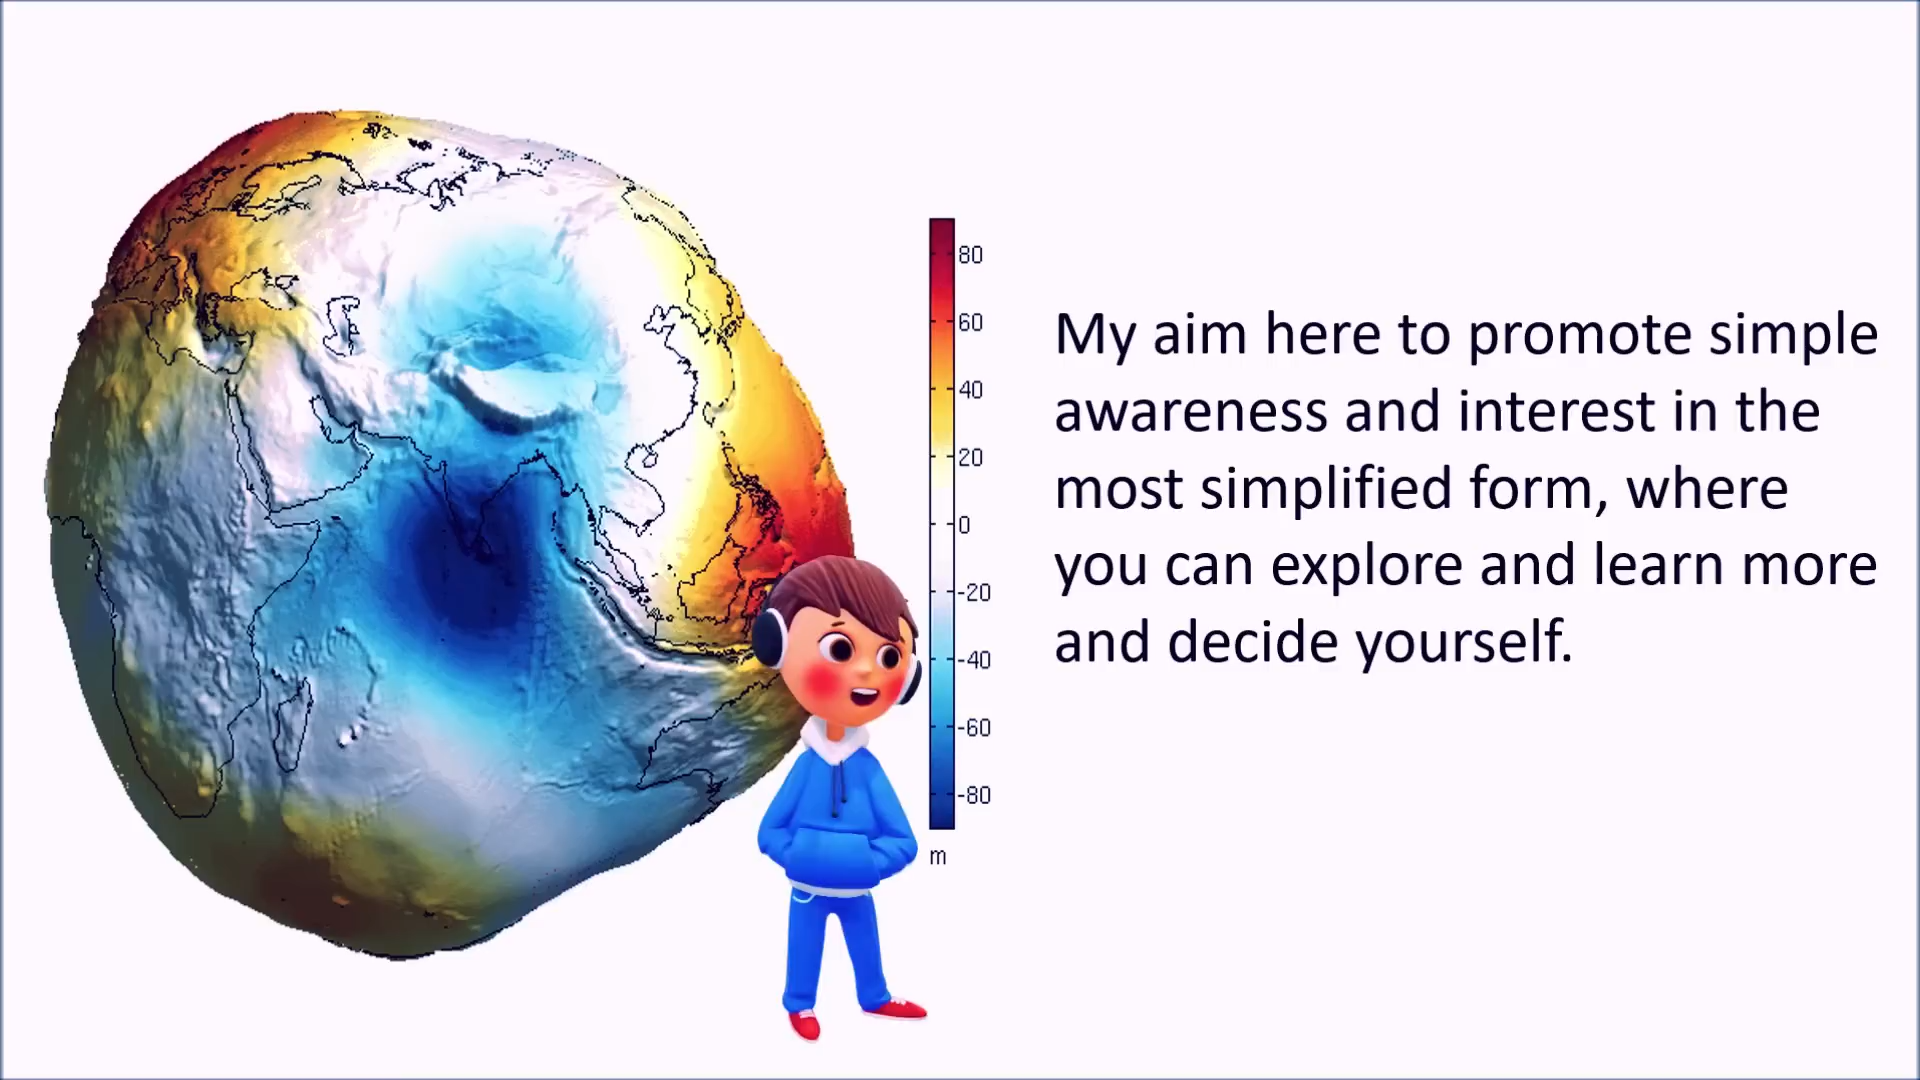 80
60
40
20
0
-20
-40
-60
-80
m
My aim here to promote simple
awareness and interest in the
most simplified form, where
you can explore and learn more
and decide yourself.